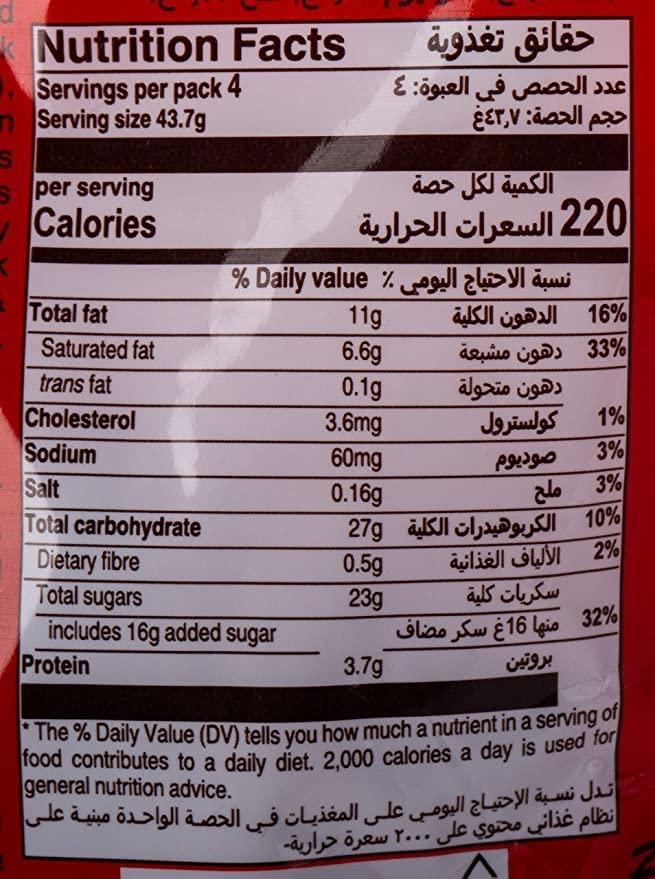 Nutrition Facts حقائق تغذوية
Servings per pack 4 عدد الحصص في العبوة: ٤
Serving size 43.7g حجم الحصة: ٤٣,٧غ
per serving الكمية لكل حصة
Calories 220 السعرات الحرارية
% Daily value ٪ نسبة الاحتياج اليومي
Total fat 11g الدهون الكلية 16%
Saturated fat 6.6g دهون مشبعة 33%
trans fat 0.1g دهون متحولة
Cholesterol 3.6mg كولسترول 1%
Sodium 60mg صوديوم 3%
Salt 0.16g ملح 3%
Total carbohydrate 27g الكربوهيدرات الكلية 10%
Dietary fibre 0.5g الألياف الغذائية 2%
Total sugars 23g سكريات كلية
includes 16g added sugar منها 16غ سكر مضاف 32%
Protein 3.7g بروتين
* The % Daily Value (DV) tells you how much a nutrient in a serving of
food contributes to a daily diet. 2,000 calories a day is used for
general nutrition advice.
تدل نسبة الإحتياج اليومي على المغذيات في الحصة الواحدة مبنية على
نظام غذائي محتوي على ٢٠٠٠ سعرة حرارية-